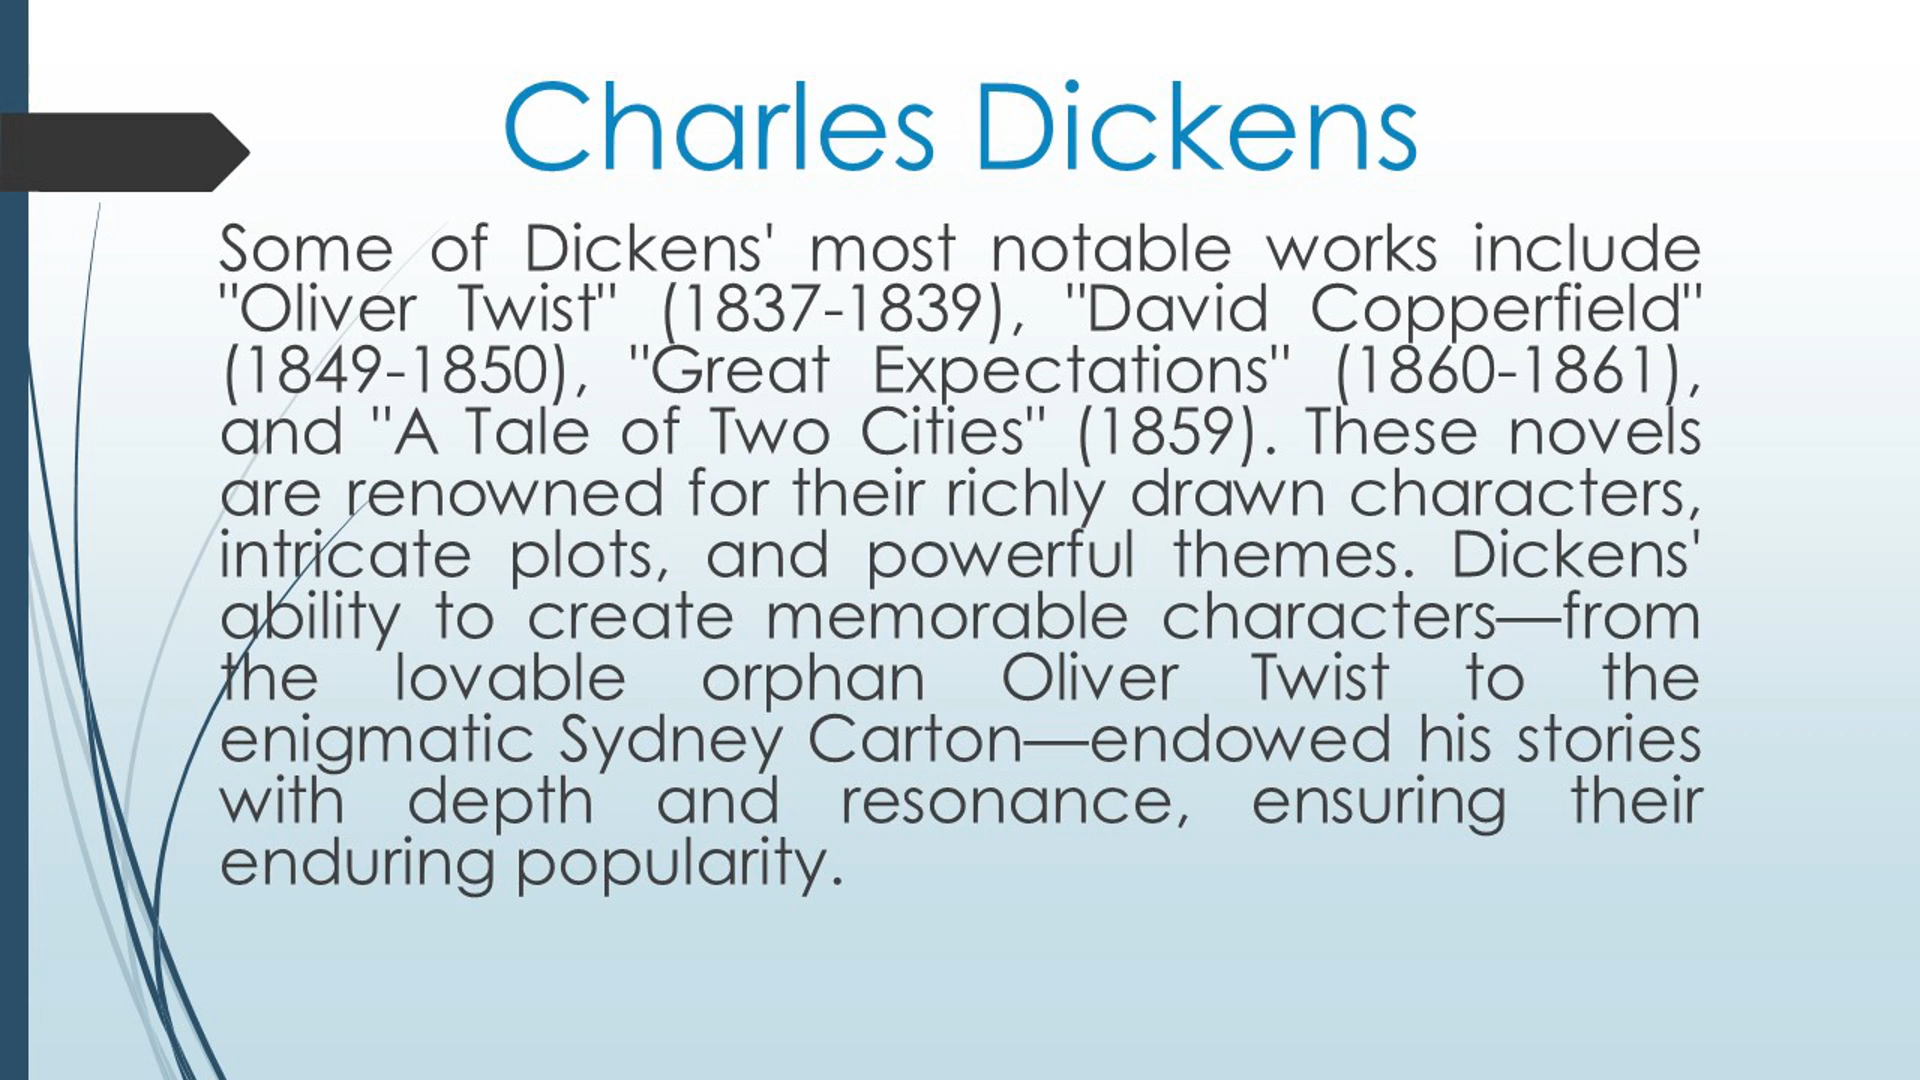 Charles Dickens
Some of Dickens' most notable works include
"Oliver Twist" (1837-1839), "David Copperfield"
(1849-1850), "Great Expectations" (1860-1861),
and "A Tale of Two Cities" (1859). These novels
are renowned for their richly drawn characters,
intricate plots, and powerful themes. Dickens'
ability to create memorable characters—from
the lovable orphan Oliver Twist to the
enigmatic Sydney Carton—endowed his stories
with depth and resonance, ensuring their
enduring popularity.